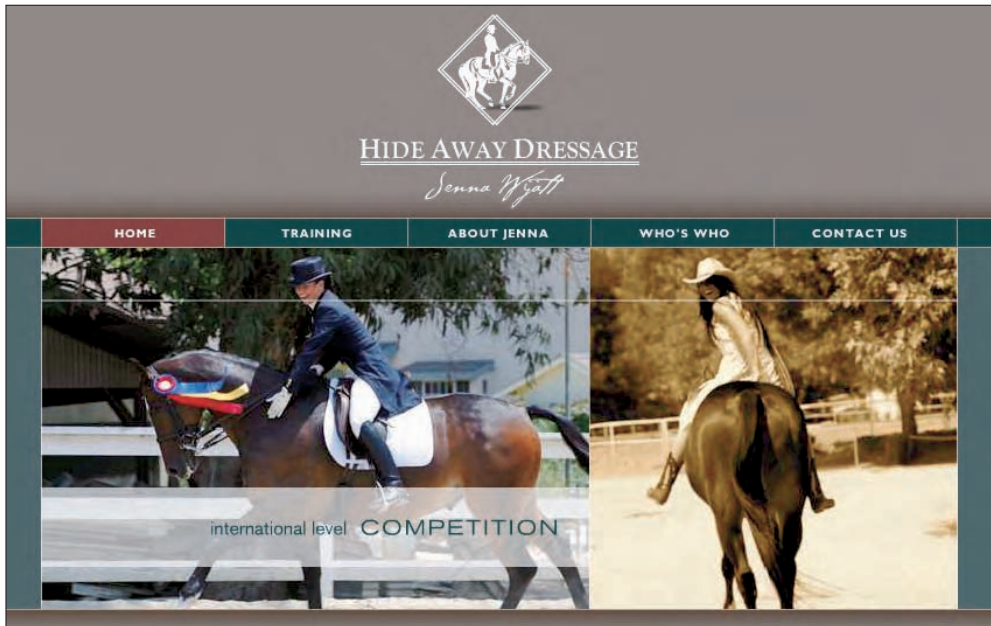 HIDE AWAY DRESSAGE
Jenna Wyatt
HOME
TRAINING
ABOUT JENNA
WHO'S WHO
CONTACT US
international level COMPETITION